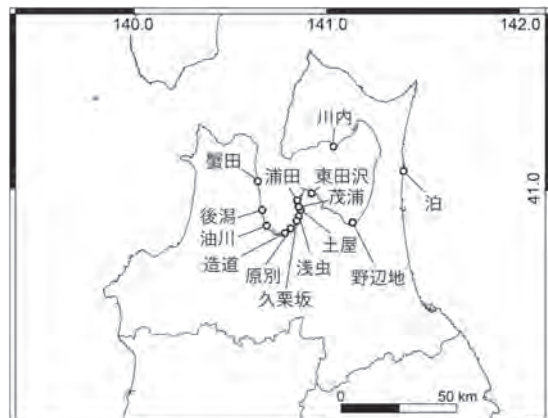 140.0 141.0 142.0
川内
蟹田 浦田 東田沢
41.0
茂浦 泊
後潟
油川 土屋
造道 野辺地
原別 浅虫
久栗坂
0 50 km